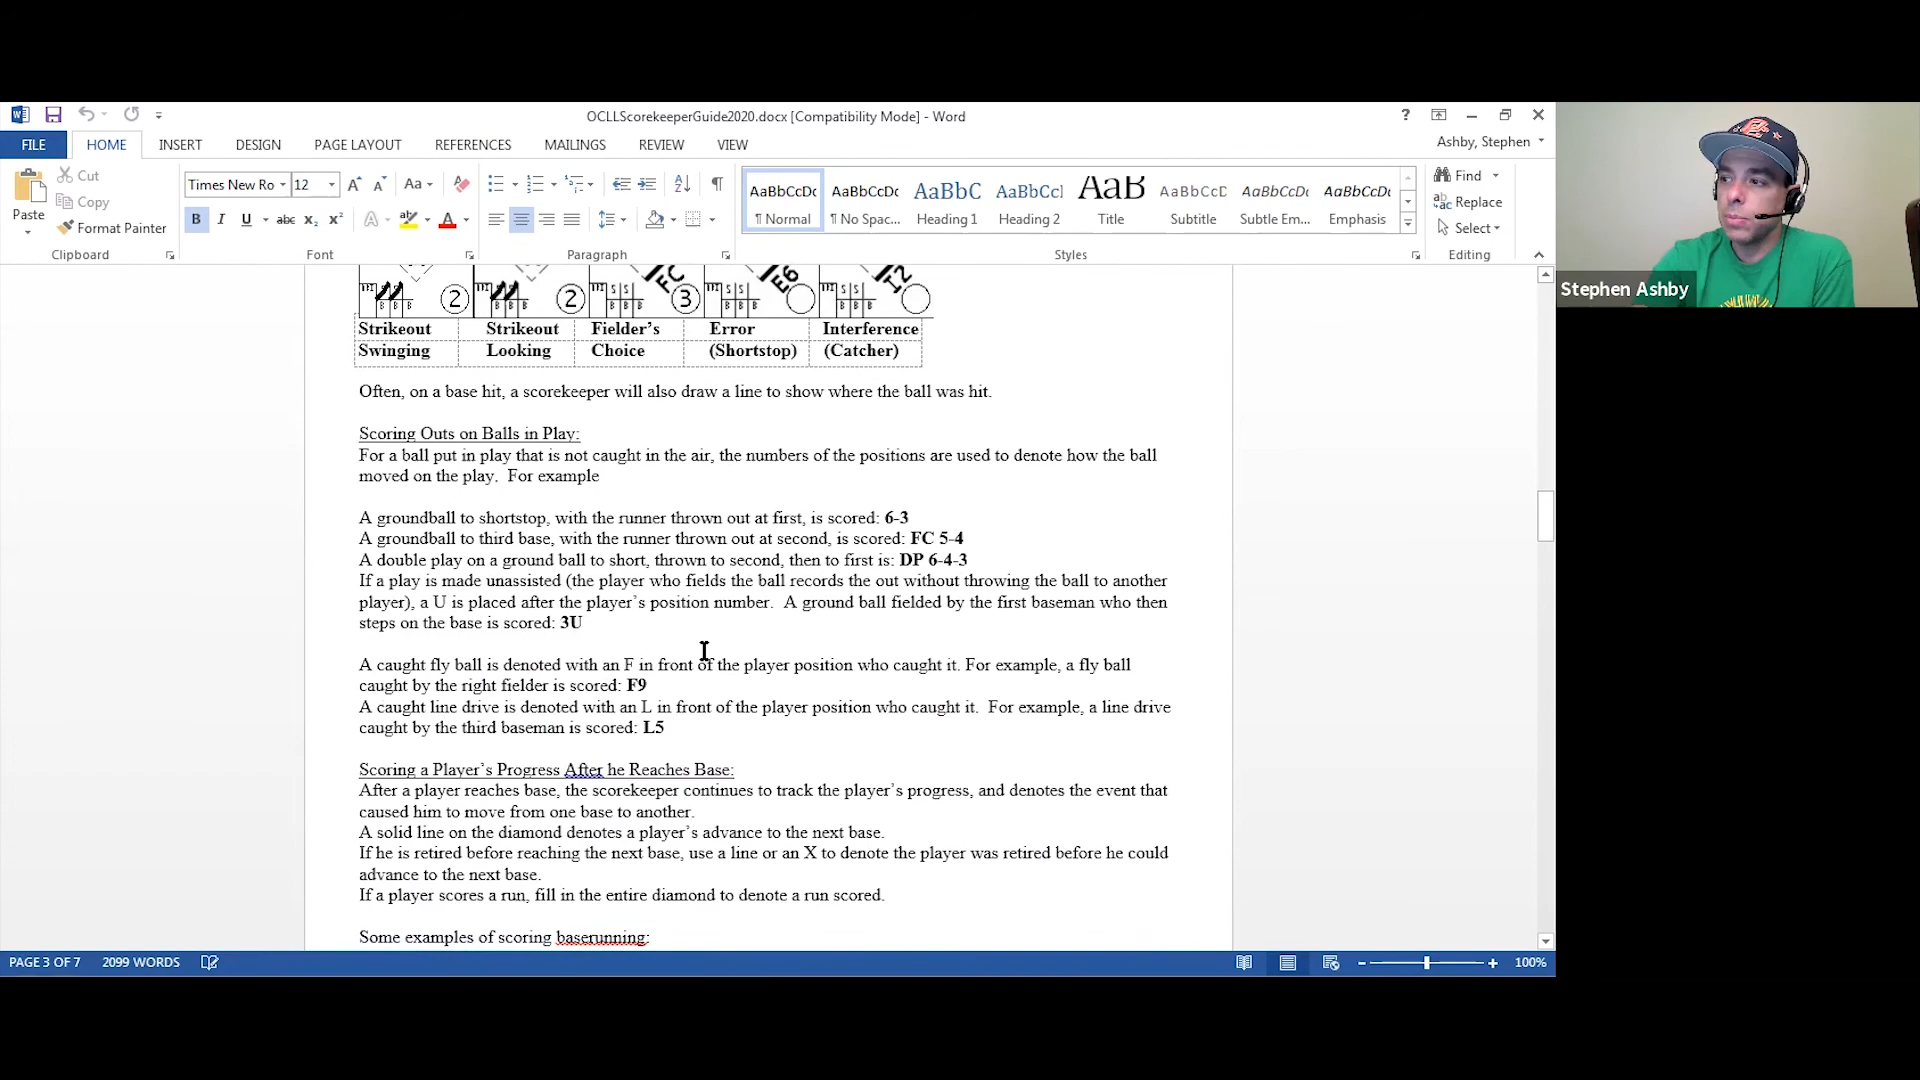 OCLLScorekeeperGuide2020.docx [Compatibility Mode] - Word
?
FILE HOME INSERT DESIGN PAGE LAYOUT REFERENCES MAILINGS REVIEW VIEW
Ashby, Stephen
Paste
Cut
Copy
Format Painter
Clipboard
Times New Ro
12
Font
Paragraph
AaBbCcDc AaBbCcDc AaBbC AaBbCcI AaB AaBbCcD AaBbCcDc AaBbCcDc
¶ Normal ¶ No Spac... Heading 1 Heading 2 Title Subtitle Subtle Em... Emphasis
Styles
Find
Replace
Select
Editing
Stephen Ashby
FC E6 I2
2 2 3
Strikeout Strikeout Fielder's Error Interference
Swinging Looking Choice (Shortstop) (Catcher)
Often, on a base hit, a scorekeeper will also draw a line to show where the ball was hit.
Scoring Outs on Balls in Play:
For a ball put in play that is not caught in the air, the numbers of the positions are used to denote how the ball
moved on the play.  For example
A groundball to shortstop, with the runner thrown out at first, is scored: 6-3
A groundball to third base, with the runner thrown out at second, is scored: FC 5-4
A double play on a ground ball to short, thrown to second, then to first is: DP 6-4-3
If a play is made unassisted (the player who fields the ball records the out without throwing the ball to another
player), a U is placed after the player's position number.  A ground ball fielded by the first baseman who then
steps on the base is scored: 3U
A caught fly ball is denoted with an F in front of the player position who caught it. For example, a fly ball
caught by the right fielder is scored: F9
A caught line drive is denoted with an L in front of the player position who caught it.  For example, a line drive
caught by the third baseman is scored: L5
Scoring a Player's Progress After he Reaches Base:
After a player reaches base, the scorekeeper continues to track the player's progress, and denotes the event that
caused him to move from one base to another.
A solid line on the diamond denotes a player's advance to the next base.
If he is retired before reaching the next base, use a line or an X to denote the player was retired before he could
advance to the next base.
If a player scores a run, fill in the entire diamond to denote a run scored.
Some examples of scoring baserunning:
PAGE 3 OF 7 2099 WORDS
100%